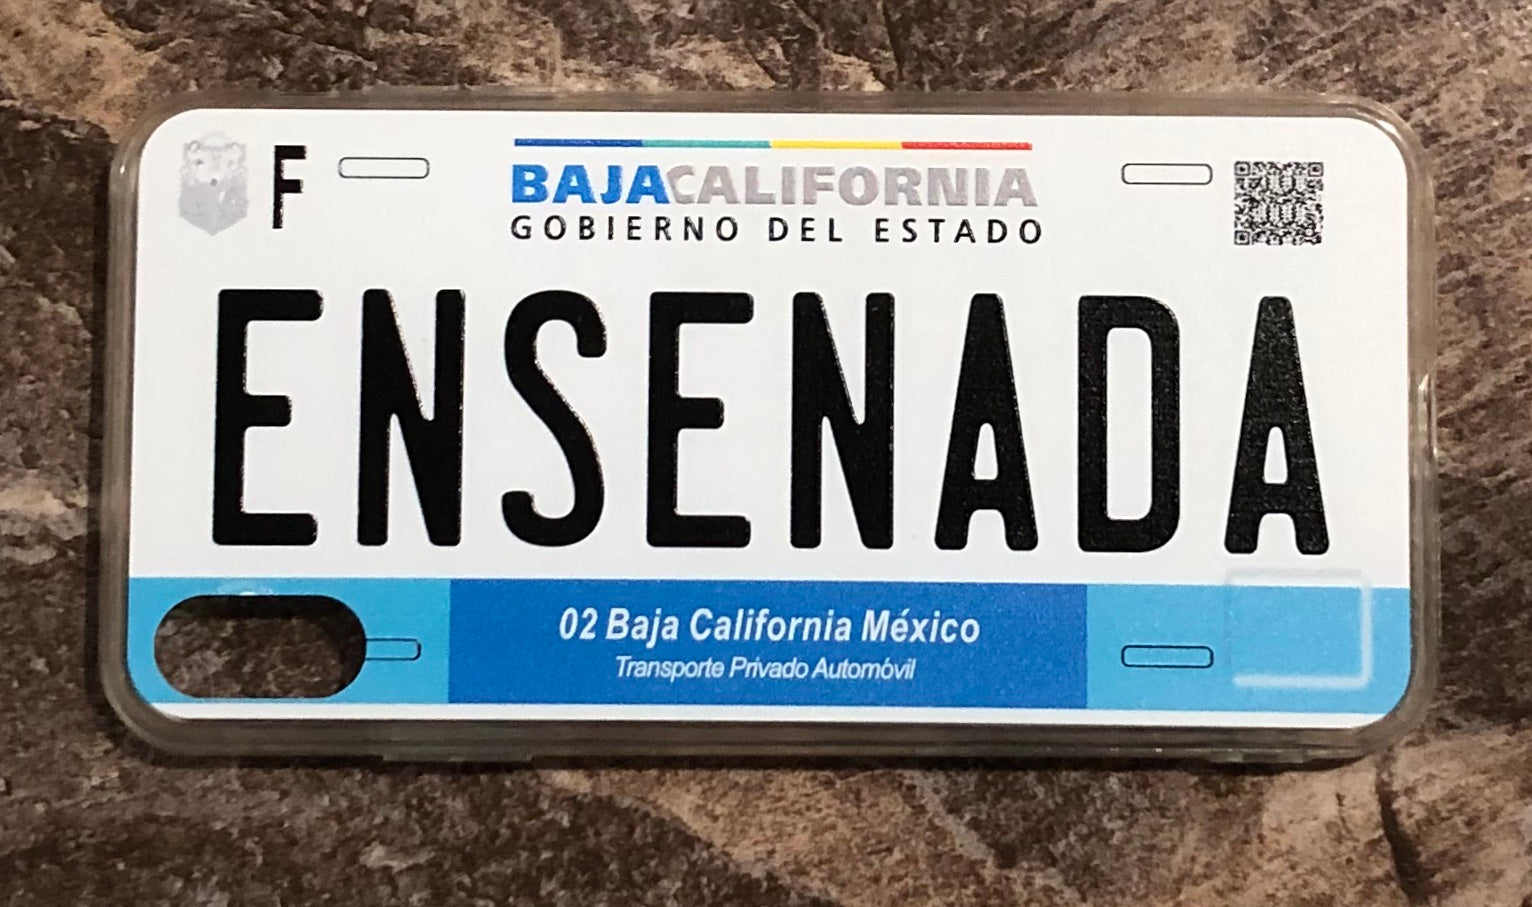 F
BAJACALIFORNIA
GOBIERNO DEL ESTADO
ENSENADA
02 Baja California México
Transporte Privado Automóvil